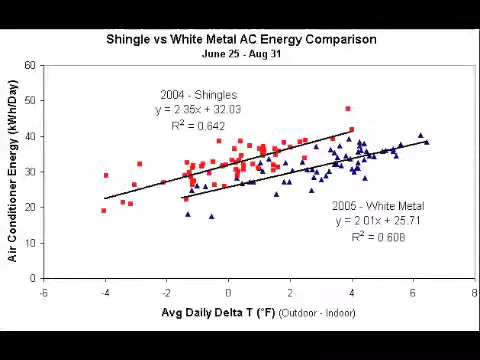 Shingle vs White Metal AC Energy Comparison
June 25 - Aug 31
Air Conditioner Energy (kWh/Day)
60
50
40
30
20
10
0
2004 - Shingles
y = 2.35x + 32.03
R² = 0.642
2005 - White Metal
y = 2.01x + 25.71
R² = 0.608
-6 -4 -2 0 2 4 6 8
Avg Daily Delta T (°F) (Outdoor - Indoor)